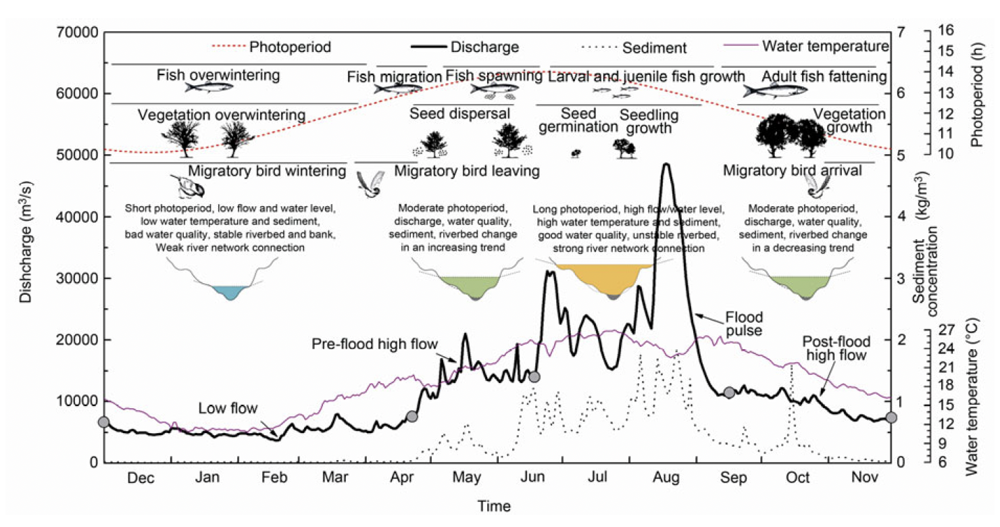 70000
60000
50000
40000
30000
20000
10000
0
Dishcharge (m³/s)
Photoperiod
Discharge
Sediment
Water temperature
Fish overwintering
Fish migration
Fish spawning
Larval and juvenile fish growth
Adult fish fattening
Vegetation overwintering
Seed dispersal
Seed
germination
Seedling
growth
Vegetation
growth
Migratory bird wintering
Migratory bird leaving
Migratory bird arrival
Short photoperiod, low flow and water level,
low water temperature and sediment,
bad water quality, stable riverbed and bank,
Weak river network connection
Moderate photoperiod,
discharge, water quality,
sediment, riverbed change
in an increasing trend
Long photoperiod, high flow/water level,
high water temperature and sediment,
good water quality, unstable riverbed,
strong river network connection
Moderate photoperiod,
discharge, water quality,
sediment, riverbed change
in a decreasing trend
Low flow
Pre-flood high flow
Flood
pulse
Post-flood
high flow
7
6
5
4
3
2
1
0
Sediment
concentration
(kg/m³)
16
15
14
13
12
11
10
Photoperiod (h)
27
24
21
18
15
12
9
6
Water temperature (°C)
Dec
Jan
Feb
Mar
Apr
May
Jun
Jul
Aug
Sep
Oct
Nov
Time